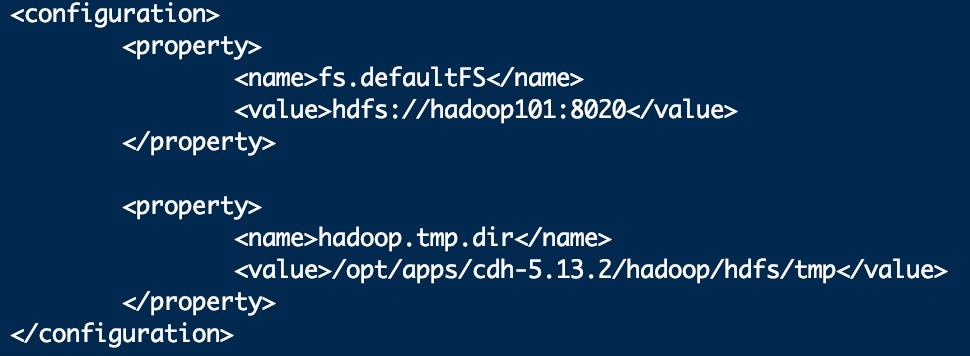 <configuration>
<property>
<name>fs.defaultFS</name>
<value>hdfs://hadoop101:8020</value>
</property>
<property>
<name>hadoop.tmp.dir</name>
<value>/opt/apps/cdh-5.13.2/hadoop/hdfs/tmp</value>
</property>
</configuration>